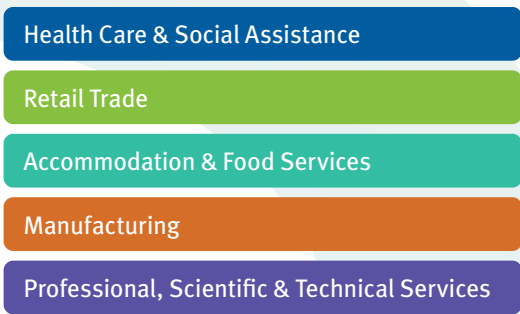 Health Care & Social Assistance
Retail Trade
Accommodation & Food Services
Manufacturing
Professional, Scientific & Technical Services